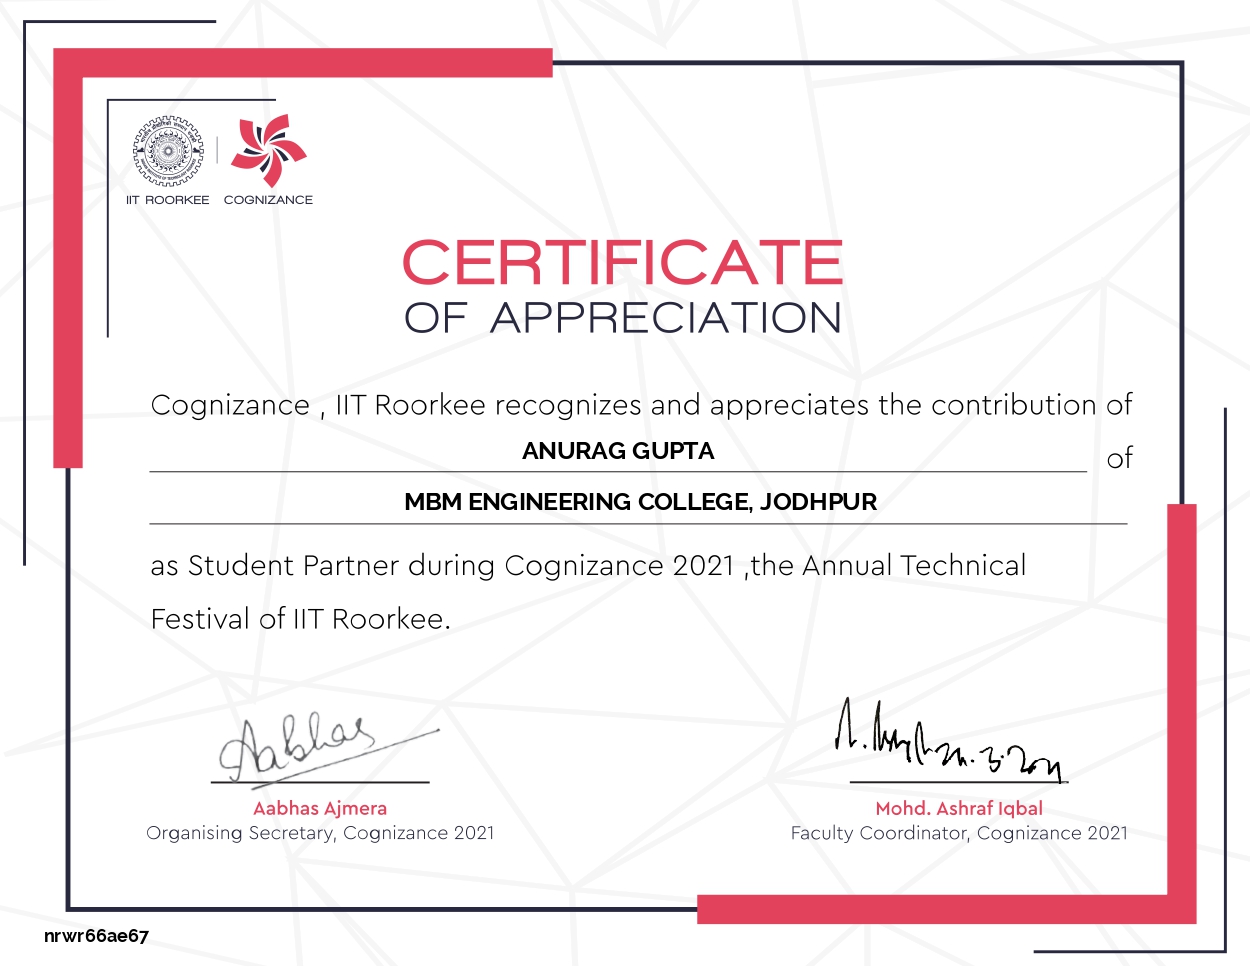 IIT ROORKEE COGNIZANCE
CERTIFICATE
OF APPRECIATION
Cognizance , IIT Roorkee recognizes and appreciates the contribution of
ANURAG GUPTA of
MBM ENGINEERING COLLEGE, JODHPUR
as Student Partner during Cognizance 2021 ,the Annual Technical
Festival of IIT Roorkee.
Aabhas
Aabhas Ajmera
Organising Secretary, Cognizance 2021
Mohd. Ashraf Iqbal
Faculty Coordinator, Cognizance 2021
nrwr66ae67